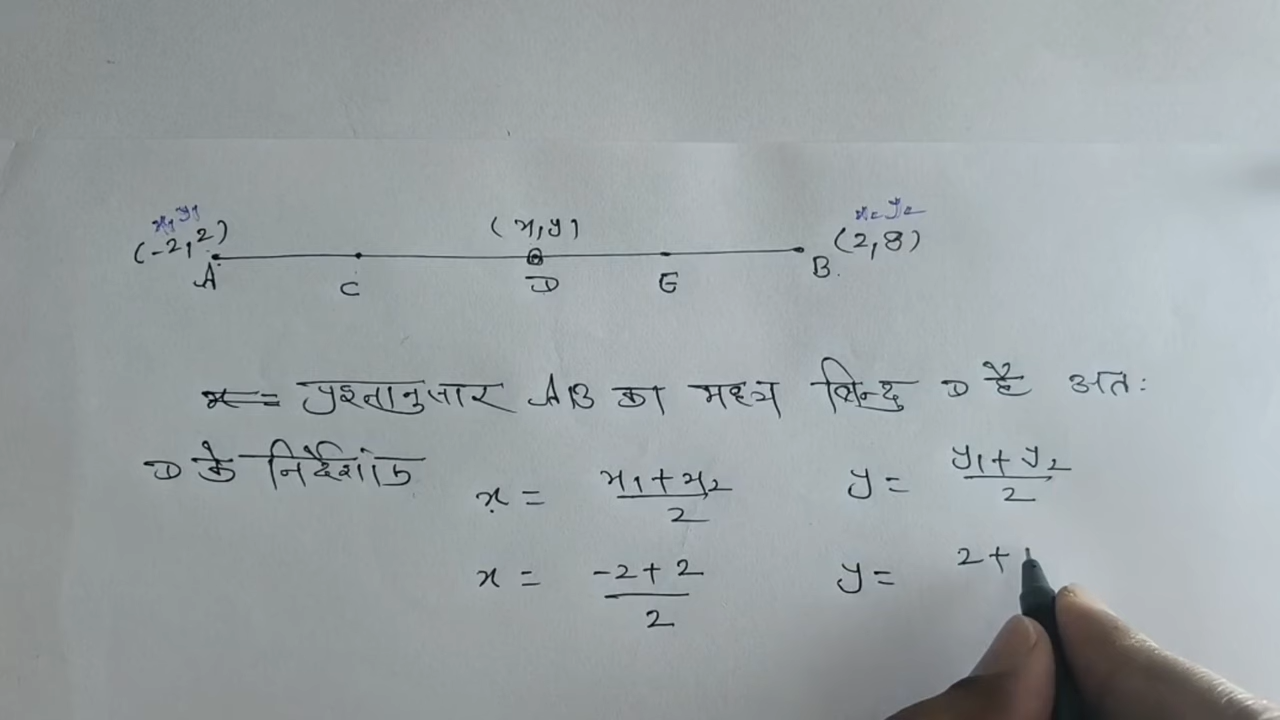 x₁ y₁ x₂ y₂
(-2, 2) (x, y) (2, 8)
A C D E B.
x = प्रश्नानुसार AB का मध्य बिन्दु D है अतः
D के निर्देशांक
x = x₁ + x₂ / 2 y = y₁ + y₂ / 2
x = -2 + 2 / 2 y = 2 +